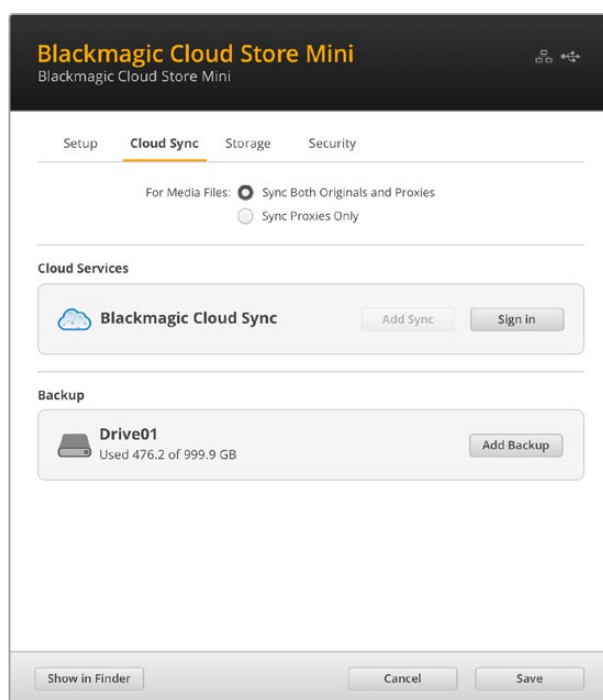 Blackmagic Cloud Store Mini
Blackmagic Cloud Store Mini
Setup Cloud Sync Storage Security
For Media Files: Sync Both Originals and Proxies
Sync Proxies Only
Cloud Services
Blackmagic Cloud Sync Add Sync Sign in
Backup
Drive01
Used 476.2 of 999.9 GB
Add Backup
Show in Finder Cancel Save